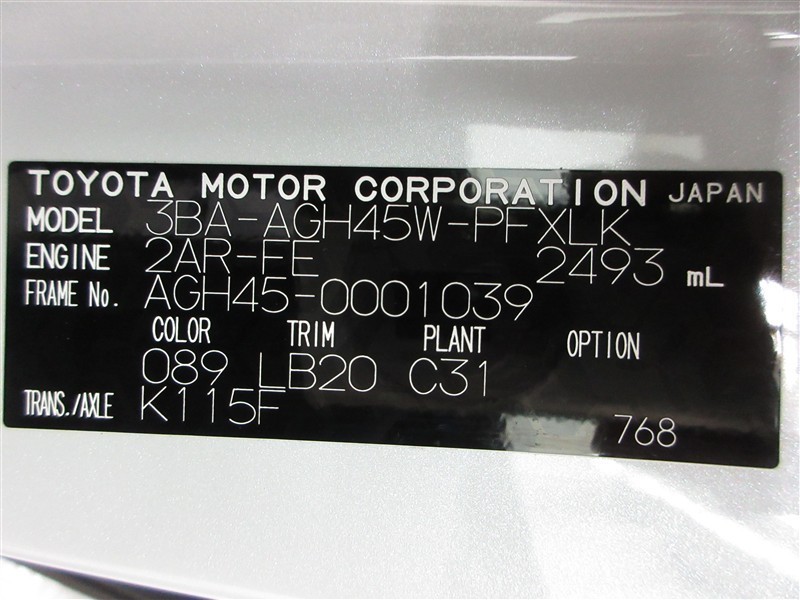 TOYOTA MOTOR CORPORATION JAPAN
MODEL 3BA-AGH45W-PFXLK
ENGINE 2AR-FE 2493 mL
FRAME No. AGH45-0001039
COLOR TRIM PLANT OPTION
089 LB20 C31
TRANS./AXLE K115F
768